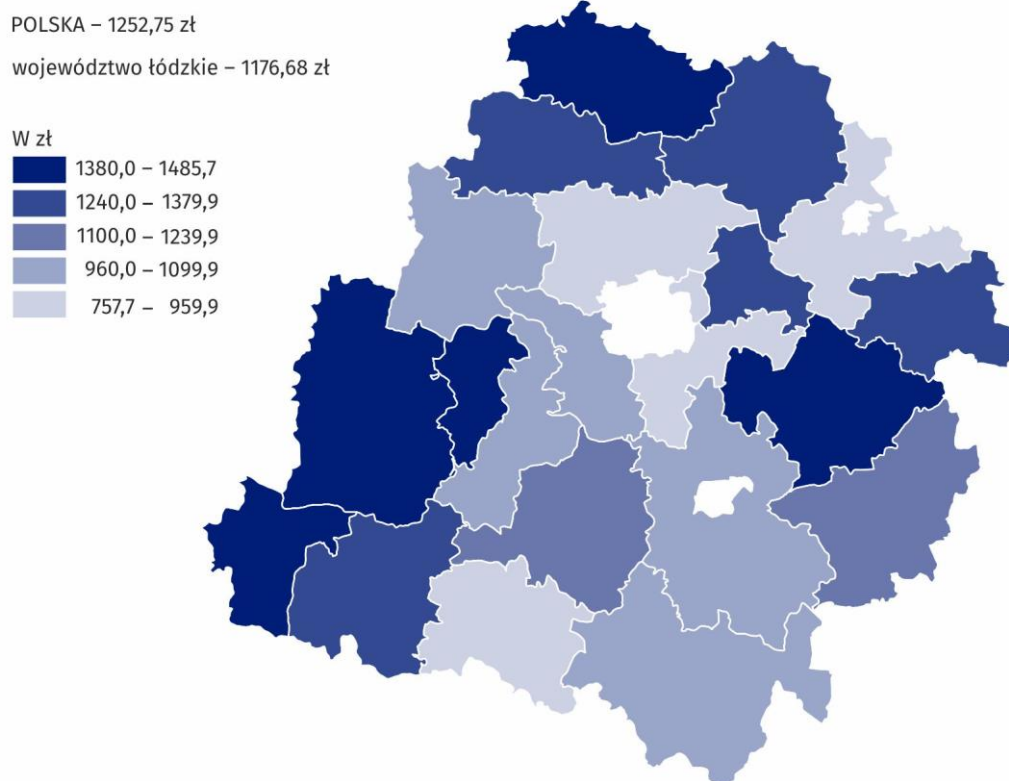 POLSKA – 1252,75 zł
województwo łódzkie – 1176,68 zł
W zł
1380,0 – 1485,7
1240,0 – 1379,9
1100,0 – 1239,9
960,0 – 1099,9
757,7 – 959,9